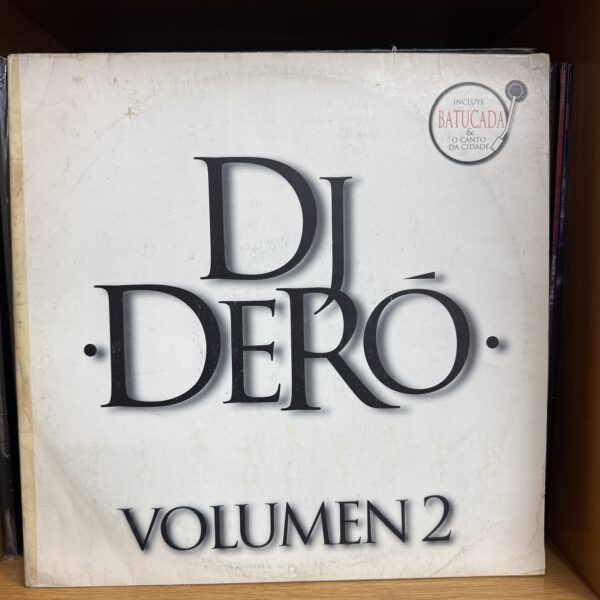 INCLUYE
BATUCADA
&
O CANTO
DA CIDADE
DJ
·DERÓ·
VOLUMEN 2